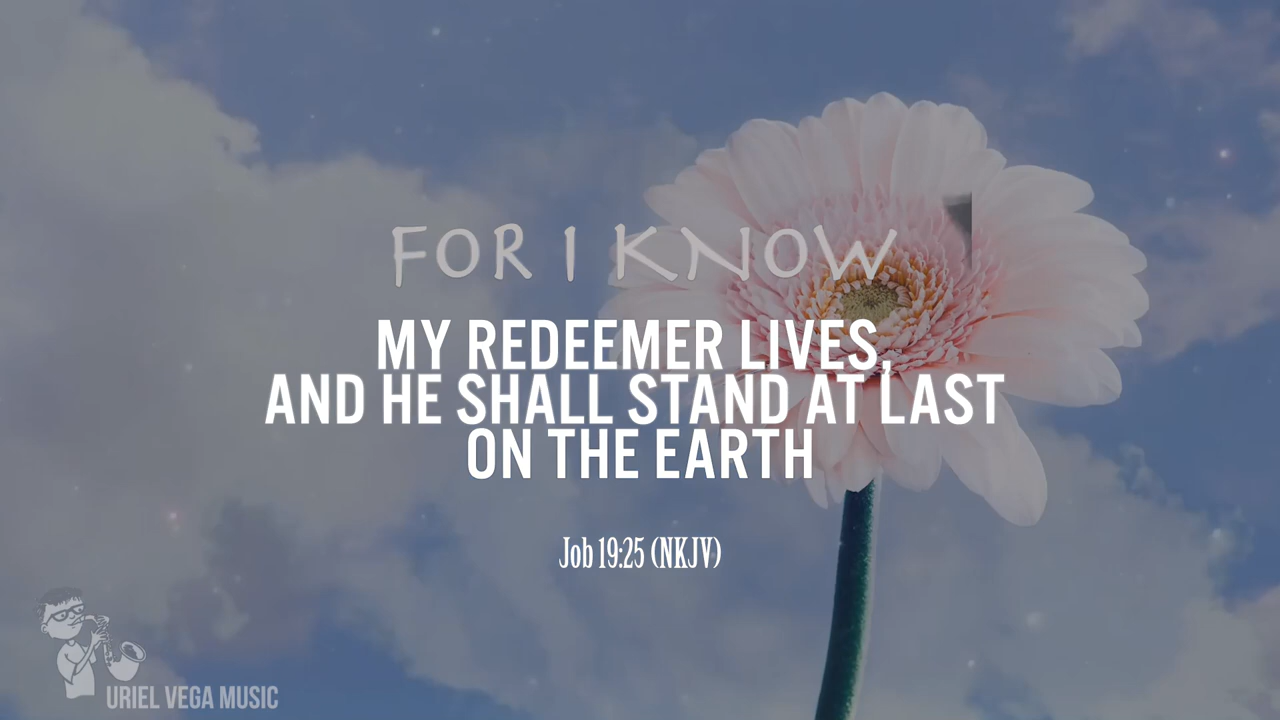 FOR I KNOW
MY REDEEMER LIVES,
AND HE SHALL STAND AT LAST
ON THE EARTH
Job 19:25 (NKJV)
URIEL VEGA MUSIC